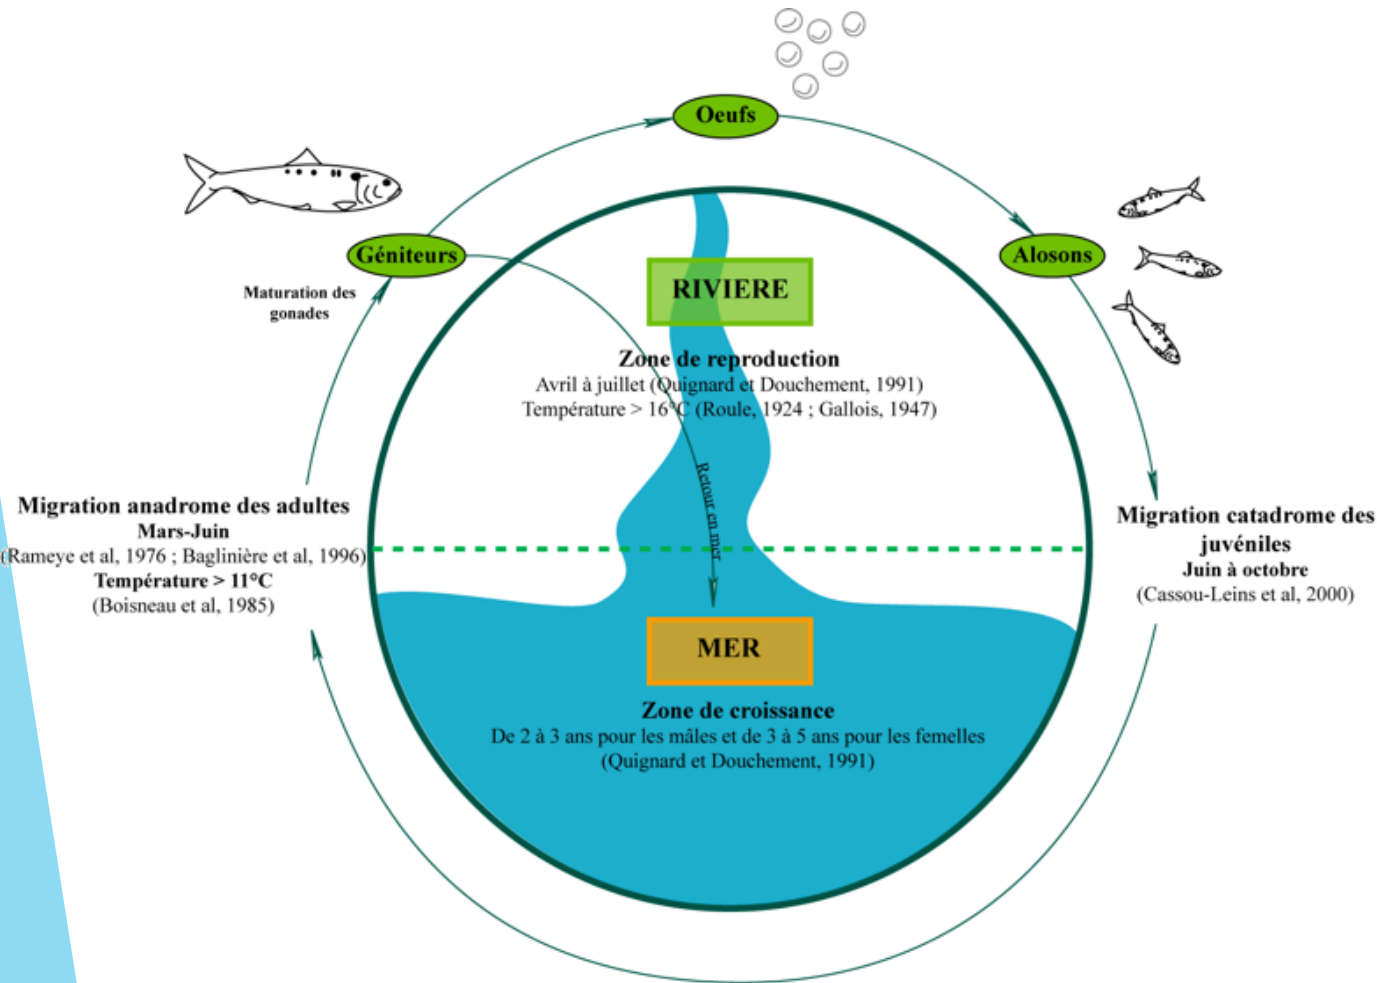 Oeufs
Géniteurs
Alosons
Maturation des
gonades
RIVIERE
Zone de reproduction
Avril à juillet (Quignard et Douchement, 1991)
Température > 16°C (Roule, 1924 ; Gallois, 1947)
Retour en mer
Migration anadrome des adultes
Mars-Juin
(Rameye et al, 1976 ; Baglinière et al, 1996)
Température > 11°C
(Boisneau et al, 1985)
Migration catadrome des
juvéniles
Juin à octobre
(Cassou-Leins et al, 2000)
MER
Zone de croissance
De 2 à 3 ans pour les mâles et de 3 à 5 ans pour les femelles
(Quignard et Douchement, 1991)